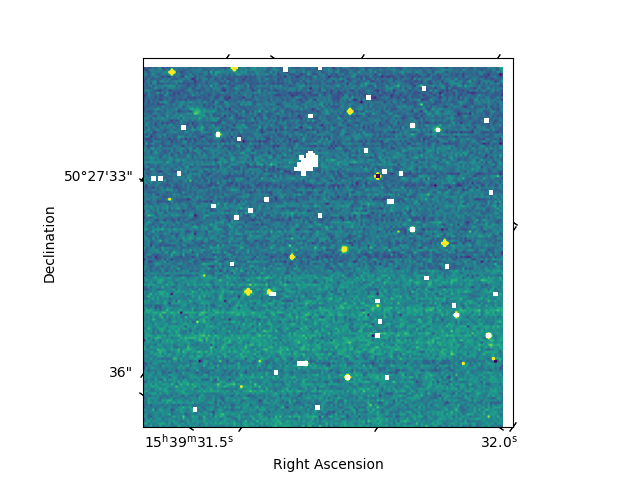 50°27'33"
Declination
36"
15ʰ39ᵐ31.5ˢ
32.0ˢ
Right Ascension